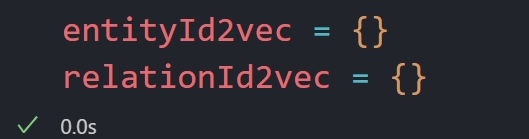 entityId2vec = {}
relationId2vec = {}
✓ 0.0s